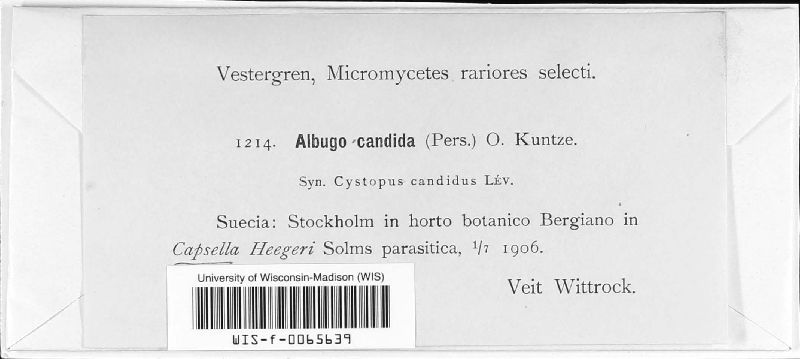 Vestergren, Micromycetes rariores selecti.
1214. Albugo candida (Pers.) O. Kuntze.
Syn. Cystopus candidus Lév.
Suecia: Stockholm in horto botanico Bergiano in
Capsella Heegeri Solms parasitica, 1/7 1906.
Veit Wittrock.
University of Wisconsin-Madison (WIS)
WIS-f-0065639